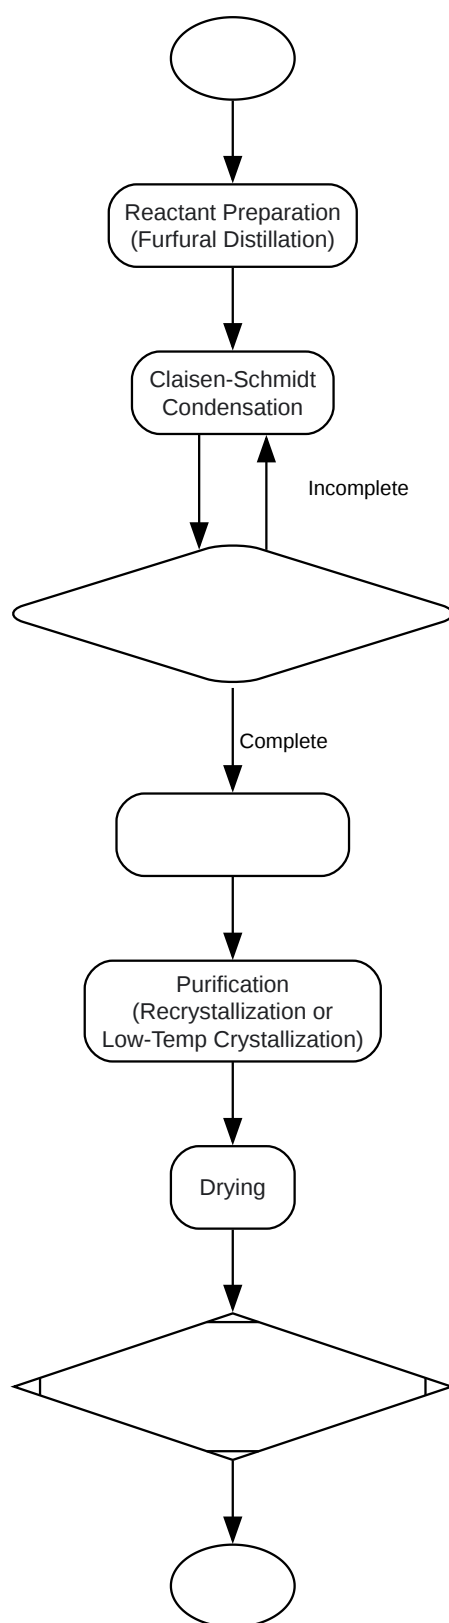 Reactant Preparation
(Furfural Distillation)
Claisen-Schmidt
Condensation
Incomplete
Complete
Purification
(Recrystallization or
Low-Temp Crystallization)
Drying